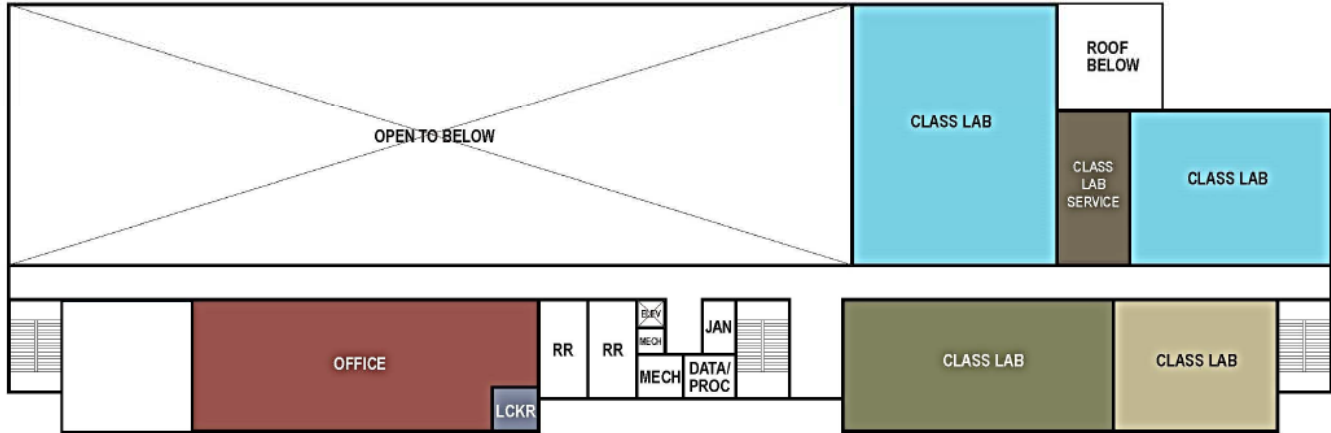 ROOF
BELOW
OPEN TO BELOW
CLASS LAB
CLASS
LAB
SERVICE
CLASS LAB
ELEV
JAN
MECH
RR
RR
OFFICE
CLASS LAB
CLASS LAB
MECH
DATA/
PROC
LCKR